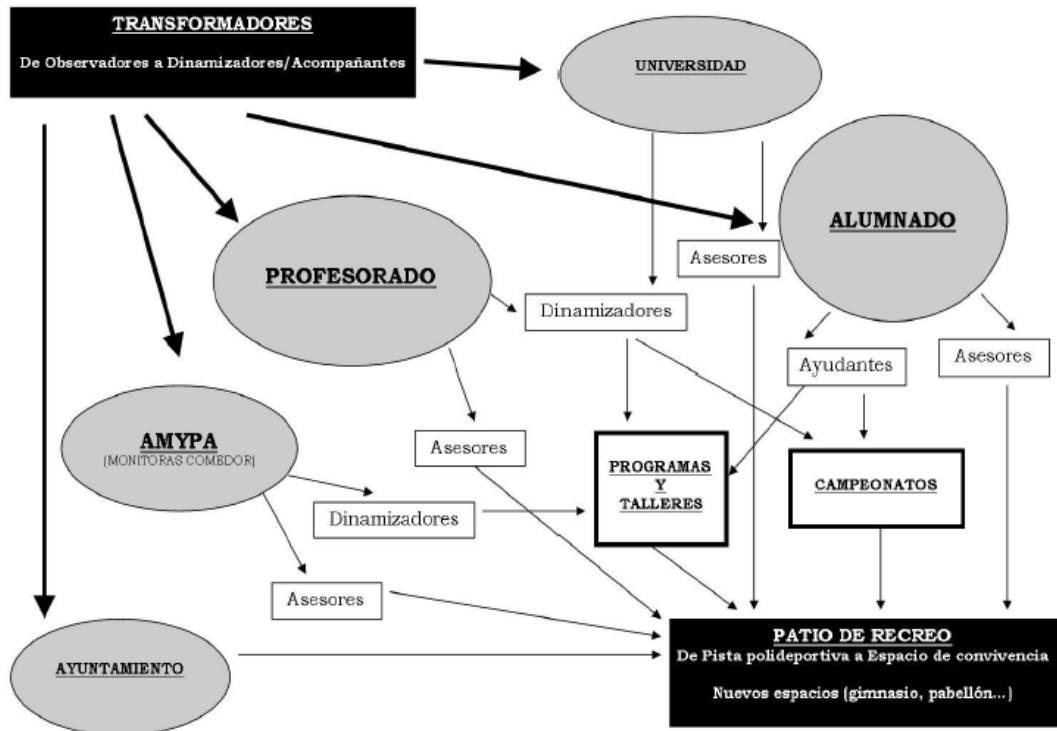 TRANSFORMADORES
De Observadores a Dinamizadores/Acompañantes
UNIVERSIDAD
ALUMNADO
PROFESORADO
Asesores
Dinamizadores
Ayudantes
Asesores
AMYPA
(MONITORAS COMEDOR)
Asesores
PROGRAMAS
Y
TALLERES
CAMPEONATOS
Dinamizadores
Asesores
AYUNTAMIENTO
PATIO DE RECREO
De Pista polideportiva a Espacio de convivencia
Nuevos espacios (gimnasio, pabellón...)